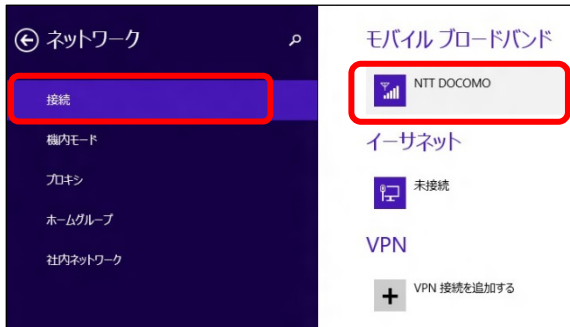 ネットワーク
接続
機内モード
プロキシ
ホームグループ
社内ネットワーク
モバイル ブロードバンド
NTT DOCOMO
イーサネット
未接続
VPN
VPN 接続を追加する